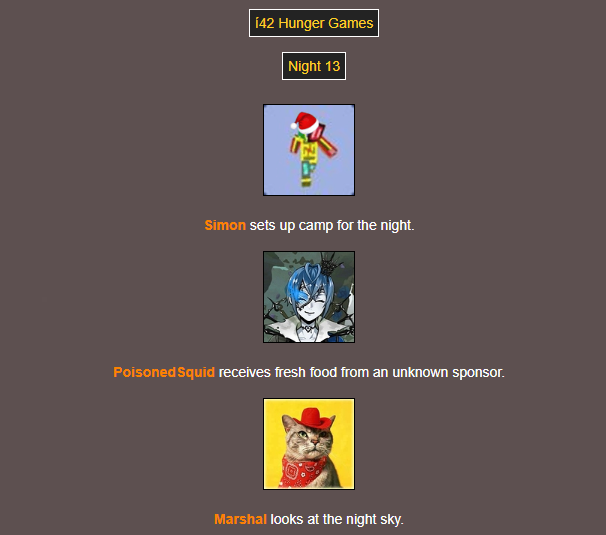 í42 Hunger Games
Night 13
Simon sets up camp for the night.
PoisonedSquid receives fresh food from an unknown sponsor.
Marshal looks at the night sky.